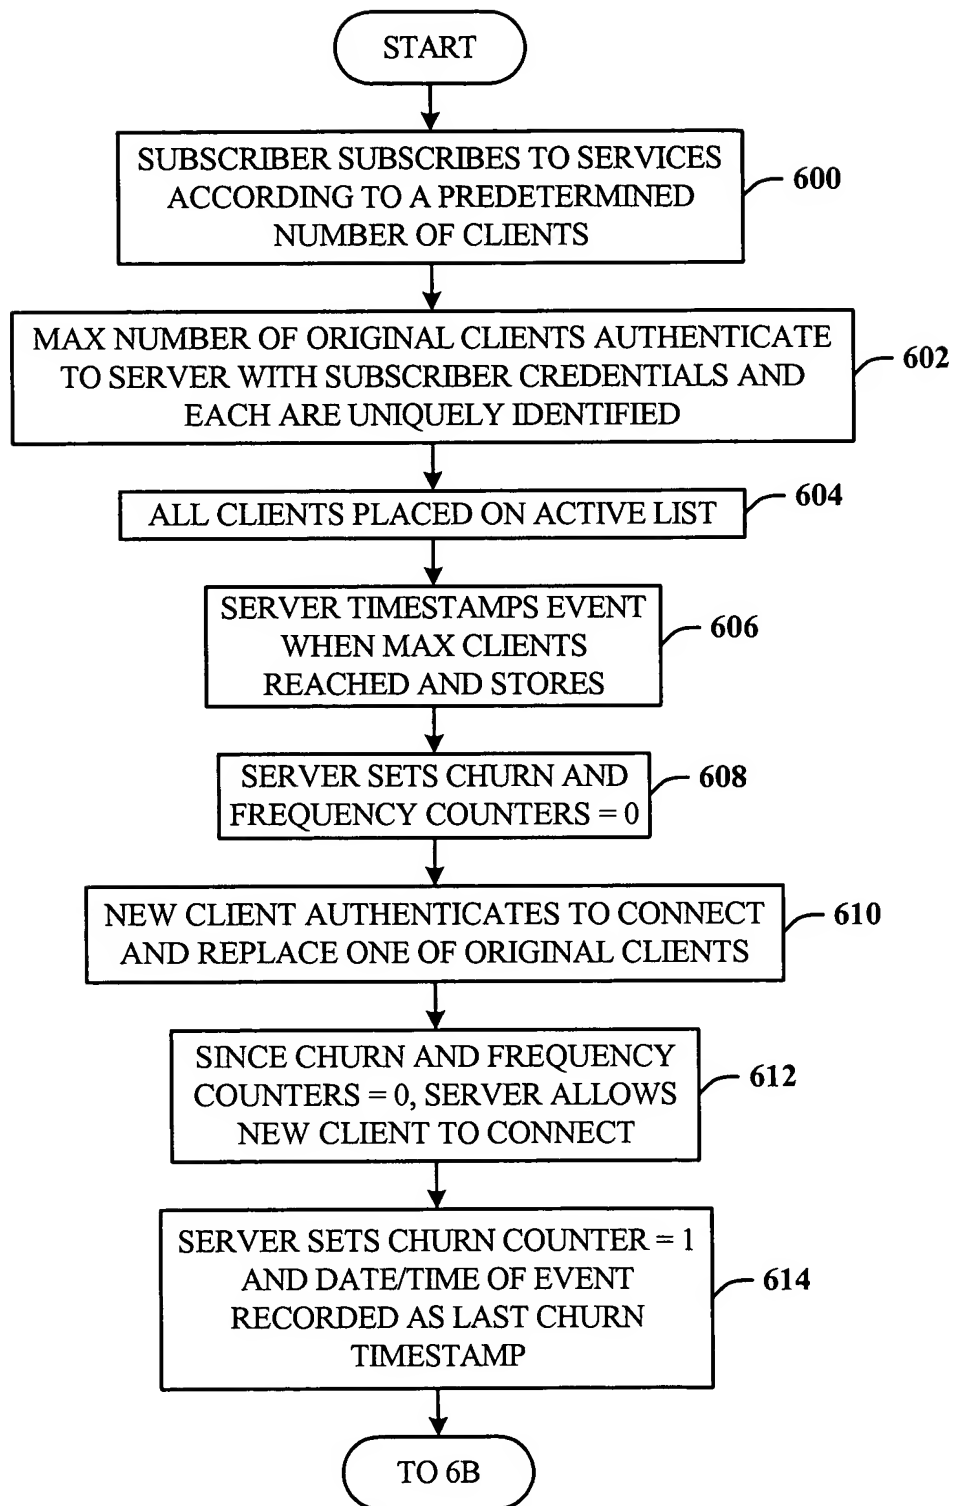 START
SUBSCRIBER SUBSCRIBES TO SERVICES
ACCORDING TO A PREDETERMINED
NUMBER OF CLIENTS
600
MAX NUMBER OF ORIGINAL CLIENTS AUTHENTICATE
TO SERVER WITH SUBSCRIBER CREDENTIALS AND
EACH ARE UNIQUELY IDENTIFIED
602
ALL CLIENTS PLACED ON ACTIVE LIST
604
SERVER TIMESTAMPS EVENT
WHEN MAX CLIENTS
REACHED AND STORES
606
SERVER SETS CHURN AND
FREQUENCY COUNTERS = 0
608
NEW CLIENT AUTHENTICATES TO CONNECT
AND REPLACE ONE OF ORIGINAL CLIENTS
610
SINCE CHURN AND FREQUENCY
COUNTERS = 0, SERVER ALLOWS
NEW CLIENT TO CONNECT
612
SERVER SETS CHURN COUNTER = 1
AND DATE/TIME OF EVENT
RECORDED AS LAST CHURN
TIMESTAMP
614
TO 6B